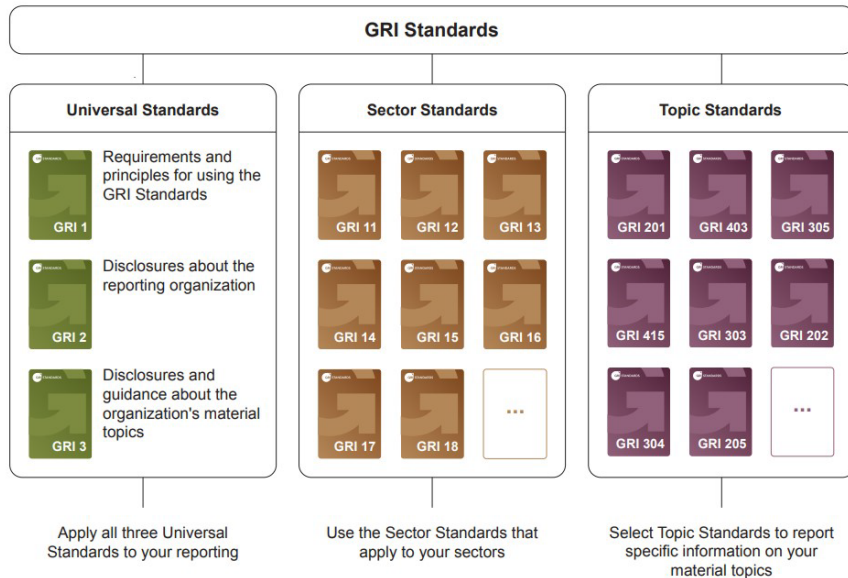 GRI Standards
Universal Standards
GRI 1
Requirements and
principles for using the
GRI Standards
GRI 2
Disclosures about the
reporting organization
GRI 3
Disclosures and
guidance about the
organization's material
topics
Apply all three Universal
Standards to your reporting
Sector Standards
GRI 11
GRI 12
GRI 13
GRI 14
GRI 15
GRI 16
GRI 17
GRI 18
...
Use the Sector Standards that
apply to your sectors
Topic Standards
GRI 201
GRI 403
GRI 305
GRI 415
GRI 303
GRI 202
GRI 304
GRI 205
...
Select Topic Standards to report
specific information on your
material topics